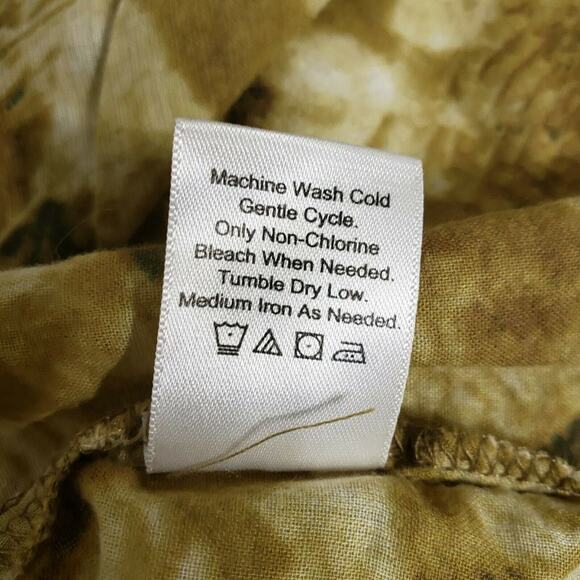 Machine Wash Cold
Gentle Cycle.
Only Non-Chlorine
Bleach When Needed.
Tumble Dry Low.
Medium Iron As Needed.